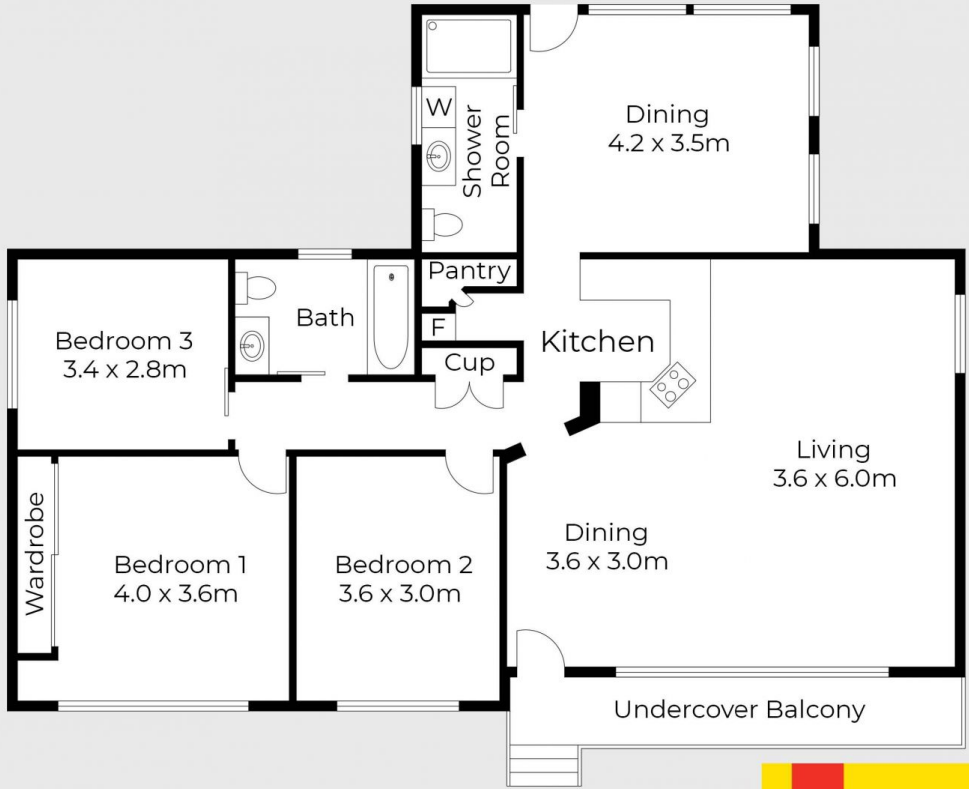 W
Shower
Room
Dining
4.2 x 3.5m
Pantry
F
Cup
Kitchen
Bath
Bedroom 3
3.4 x 2.8m
Living
3.6 x 6.0m
Dining
3.6 x 3.0m
Wardrobe
Bedroom 1
4.0 x 3.6m
Bedroom 2
3.6 x 3.0m
Undercover Balcony